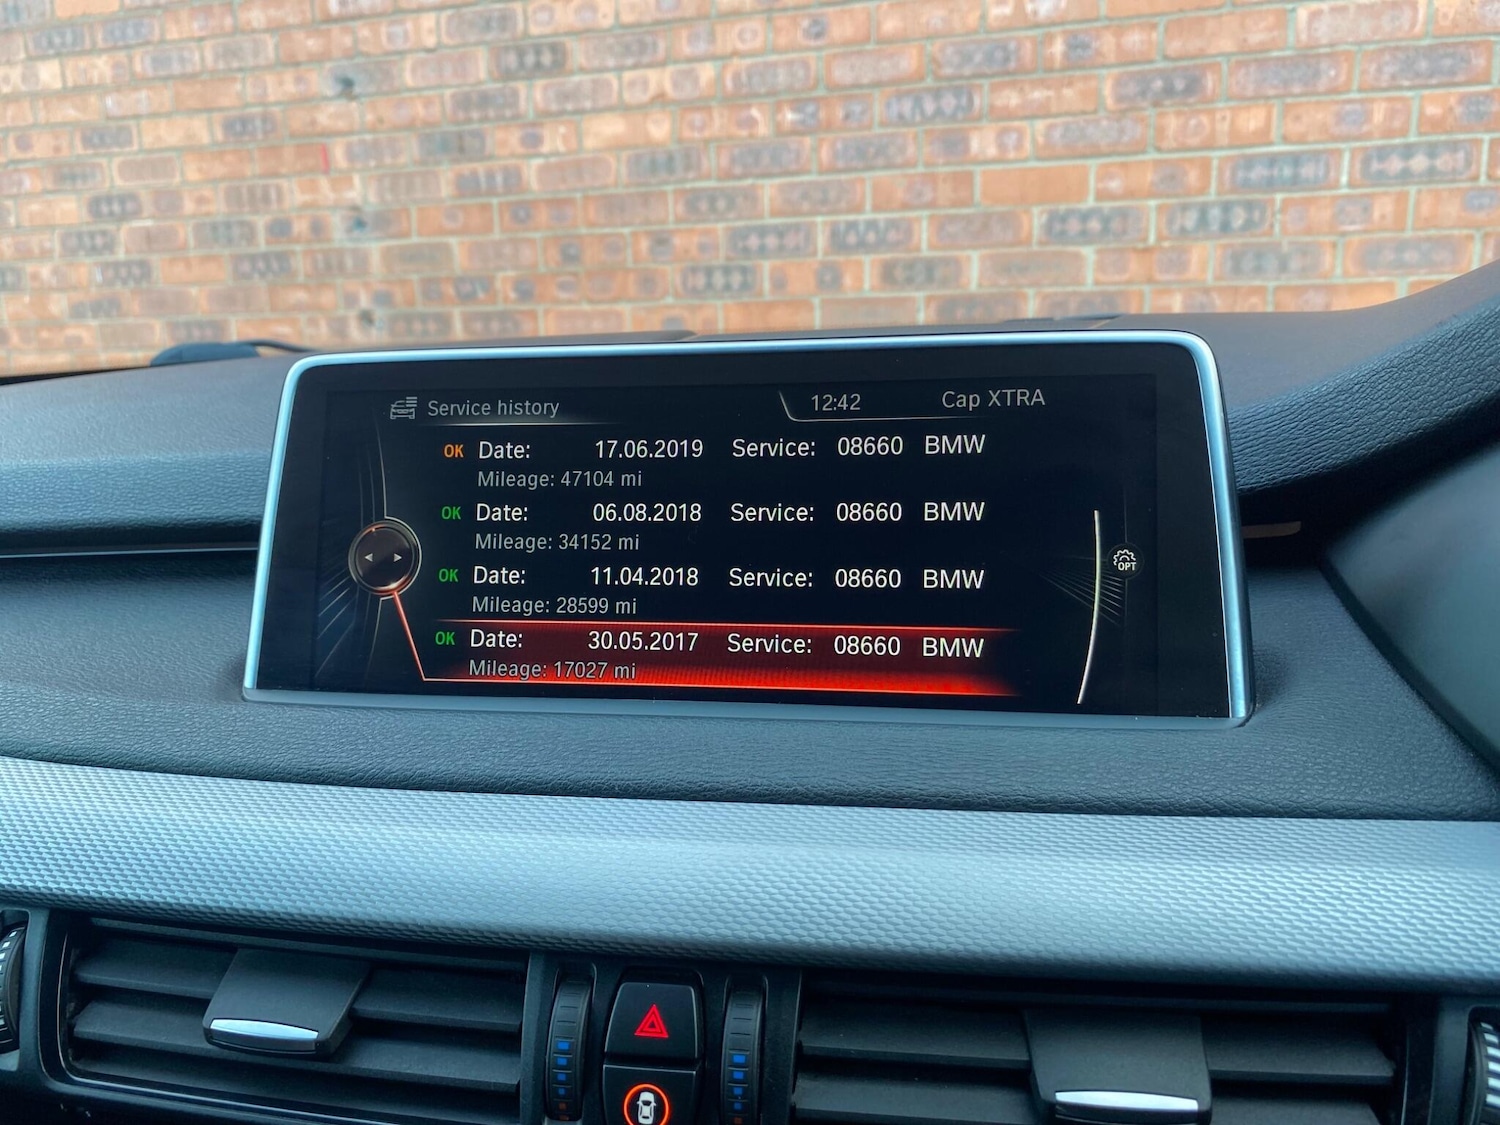 Service history 12:42 Cap XTRA
OK Date: 17.06.2019 Service: 08660 BMW
Mileage: 47104 mi
OK Date: 06.08.2018 Service: 08660 BMW
Mileage: 34152 mi
OK Date: 11.04.2018 Service: 08660 BMW
Mileage: 28599 mi
OPT
OK Date: 30.05.2017 Service: 08660 BMW
Mileage: 17027 mi